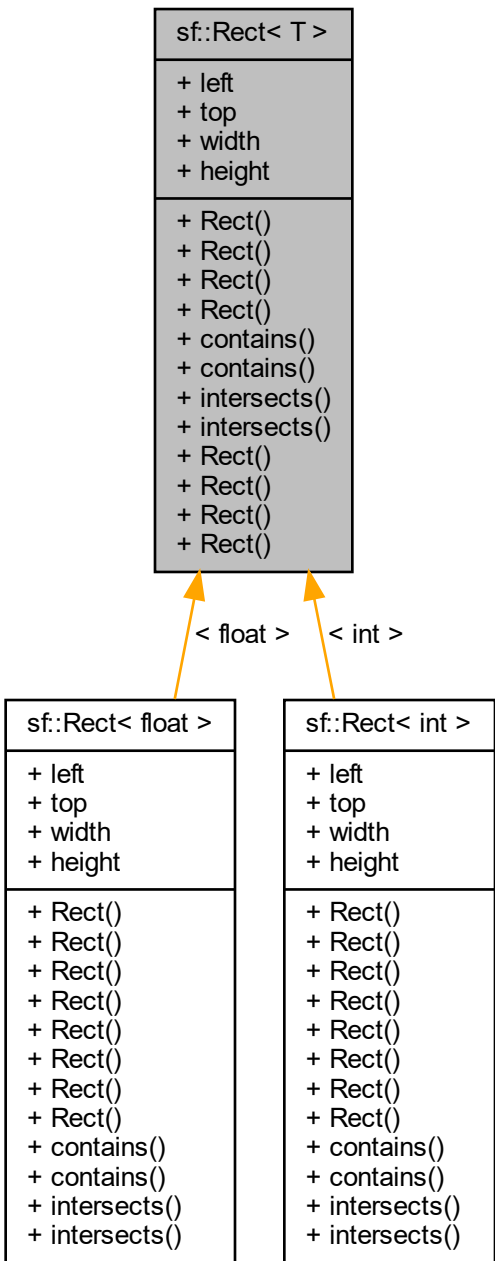 sf::Rect< T >
+ left
+ top
+ width
+ height
+ Rect()
+ Rect()
+ Rect()
+ Rect()
+ contains()
+ contains()
+ intersects()
+ intersects()
+ Rect()
+ Rect()
+ Rect()
+ Rect()
< float >
< int >
sf::Rect< float >
+ left
+ top
+ width
+ height
+ Rect()
+ Rect()
+ Rect()
+ Rect()
+ Rect()
+ Rect()
+ Rect()
+ Rect()
+ contains()
+ contains()
+ intersects()
+ intersects()
sf::Rect< int >
+ left
+ top
+ width
+ height
+ Rect()
+ Rect()
+ Rect()
+ Rect()
+ Rect()
+ Rect()
+ Rect()
+ Rect()
+ contains()
+ contains()
+ intersects()
+ intersects()